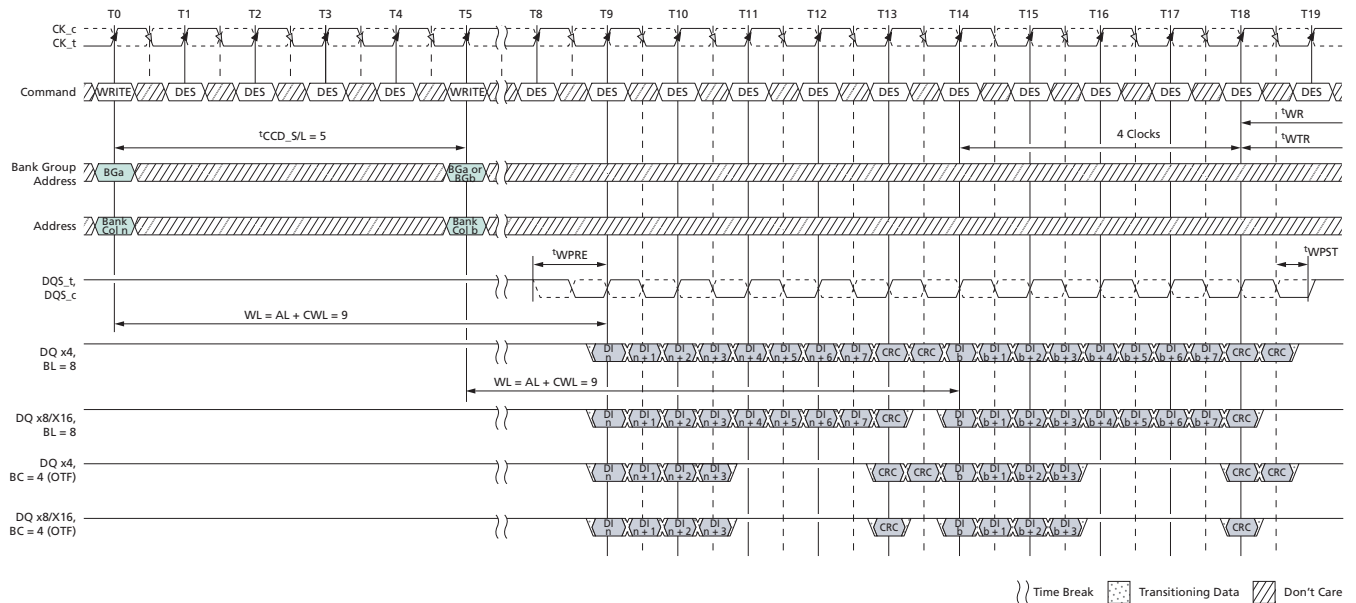 T0 T1 T2 T3 T4 T5 T8 T9 T10 T11 T12 T13 T14 T15 T16 T17 T18 T19
CK_c
CK_t
Command WRITE DES DES DES DES WRITE DES DES DES DES DES DES DES DES DES DES DES DES
tWR
tCCD_S/L = 5
4 Clocks
tWTR
Bank Group
Address
BGa
BGa or
BGb
Address
Bank
Col n
Bank
Col b
tWPRE
tWPST
DQS_t,
DQS_c
WL = AL + CWL = 9
DQ x4,
BL = 8
DI
n
DI
n + 1
DI
n + 2
DI
n + 3
DI
n + 4
DI
n + 5
DI
n + 6
DI
n + 7
CRC
CRC
DI
b
DI
b + 1
DI
b + 2
DI
b + 3
DI
b + 4
DI
b + 5
DI
b + 6
DI
b + 7
CRC
CRC
WL = AL + CWL = 9
DQ x8/X16,
BL = 8
DI
n
DI
n + 1
DI
n + 2
DI
n + 3
DI
n + 4
DI
n + 5
DI
n + 6
DI
n + 7
CRC
DI
b
DI
b + 1
DI
b + 2
DI
b + 3
DI
b + 4
DI
b + 5
DI
b + 6
DI
b + 7
CRC
DQ x4,
BC = 4 (OTF)
DI
n
DI
n + 1
DI
n + 2
DI
n + 3
CRC
CRC
DI
b
DI
b + 1
DI
b + 2
DI
b + 3
CRC
CRC
DQ x8/X16,
BC = 4 (OTF)
DI
n
DI
n + 1
DI
n + 2
DI
n + 3
CRC
DI
b
DI
b + 1
DI
b + 2
DI
b + 3
CRC
Time Break Transitioning Data Don't Care